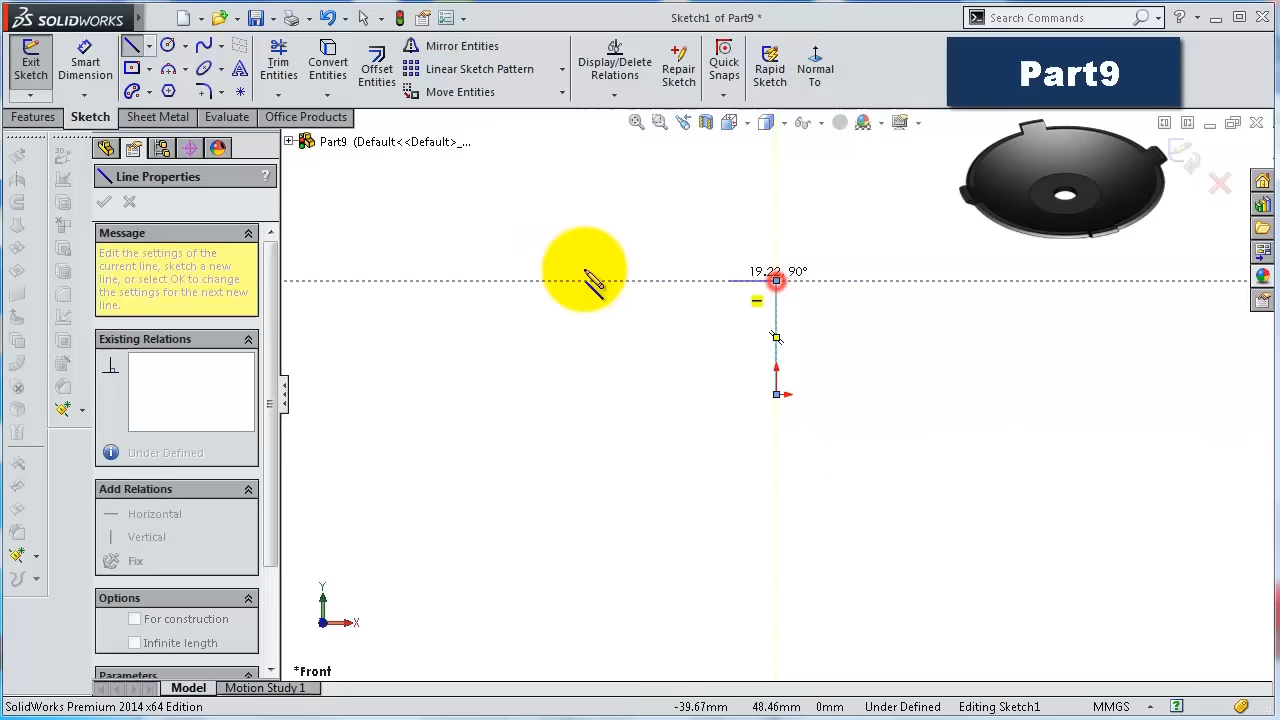 SOLIDWORKS
Sketch1 of Part9 *
Search Commands
?
Exit Sketch
Smart Dimension
Trim Entities
Convert Entities
Offset Entities
Mirror Entities
Linear Sketch Pattern
Move Entities
Display/Delete Relations
Repair Sketch
Quick Snaps
Rapid Sketch
Normal To
Part9
Features
Sketch
Sheet Metal
Evaluate
Office Products
Part9 (Default<<Default>_...
Line Properties
?
Message
Edit the settings of the
current line, sketch a new
line, or select OK to change
the settings for the next new
line.
Existing Relations
Under Defined
Add Relations
Horizontal
Vertical
Fix
Options
For construction
Infinite length
Parameters
19.22, 90°
Y
X
*Front
Model
Motion Study 1
SolidWorks Premium 2014 x64 Edition
-39.67mm
48.46mm
0mm
Under Defined
Editing Sketch1
MMGS
?